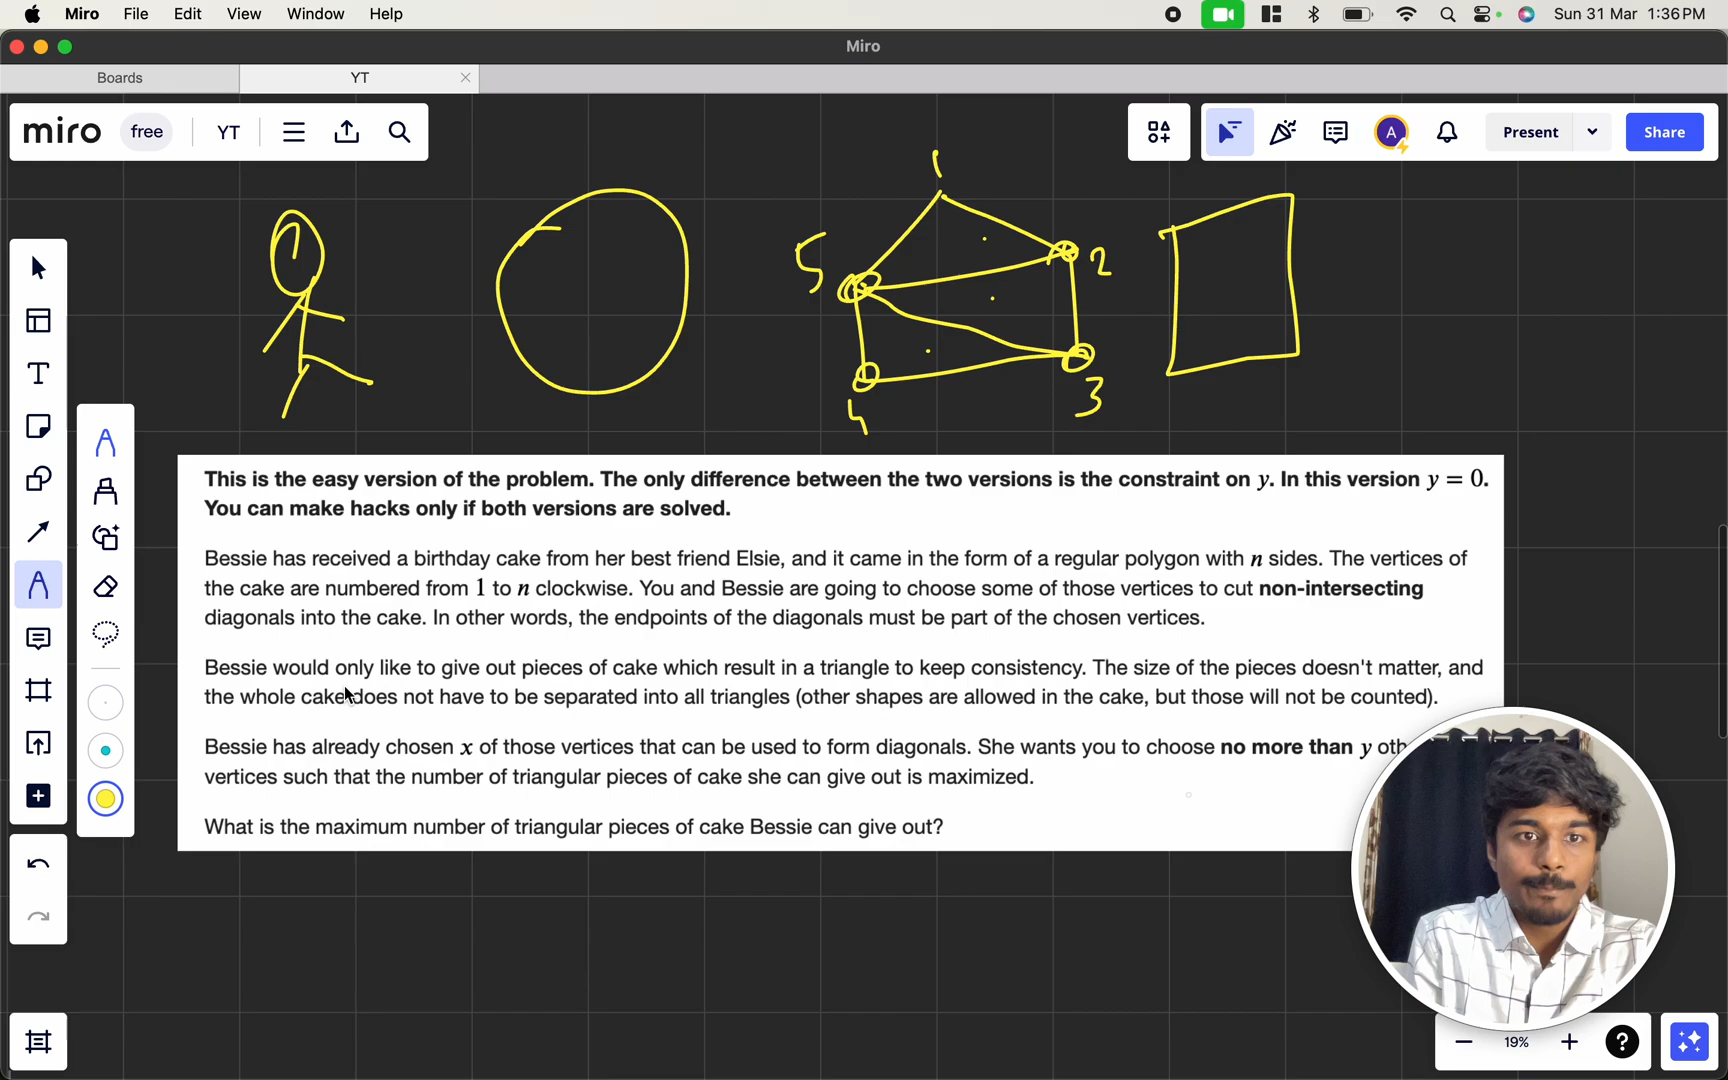 Miro File Edit View Window Help Sun 31 Mar 1:36 PM
Miro
Boards YT
miro free YT Present Share
A
1
5 2
4 3
This is the easy version of the problem. The only difference between the two versions is the constraint on y. In this version y = 0.
You can make hacks only if both versions are solved.
Bessie has received a birthday cake from her best friend Elsie, and it came in the form of a regular polygon with n sides. The vertices of
the cake are numbered from 1 to n clockwise. You and Bessie are going to choose some of those vertices to cut non-intersecting
diagonals into the cake. In other words, the endpoints of the diagonals must be part of the chosen vertices.
Bessie would only like to give out pieces of cake which result in a triangle to keep consistency. The size of the pieces doesn't matter, and
the whole cake does not have to be separated into all triangles (other shapes are allowed in the cake, but those will not be counted).
Bessie has already chosen x of those vertices that can be used to form diagonals. She wants you to choose no more than y
vertices such that the number of triangular pieces of cake she can give out is maximized.
What is the maximum number of triangular pieces of cake Bessie can give out?
19%